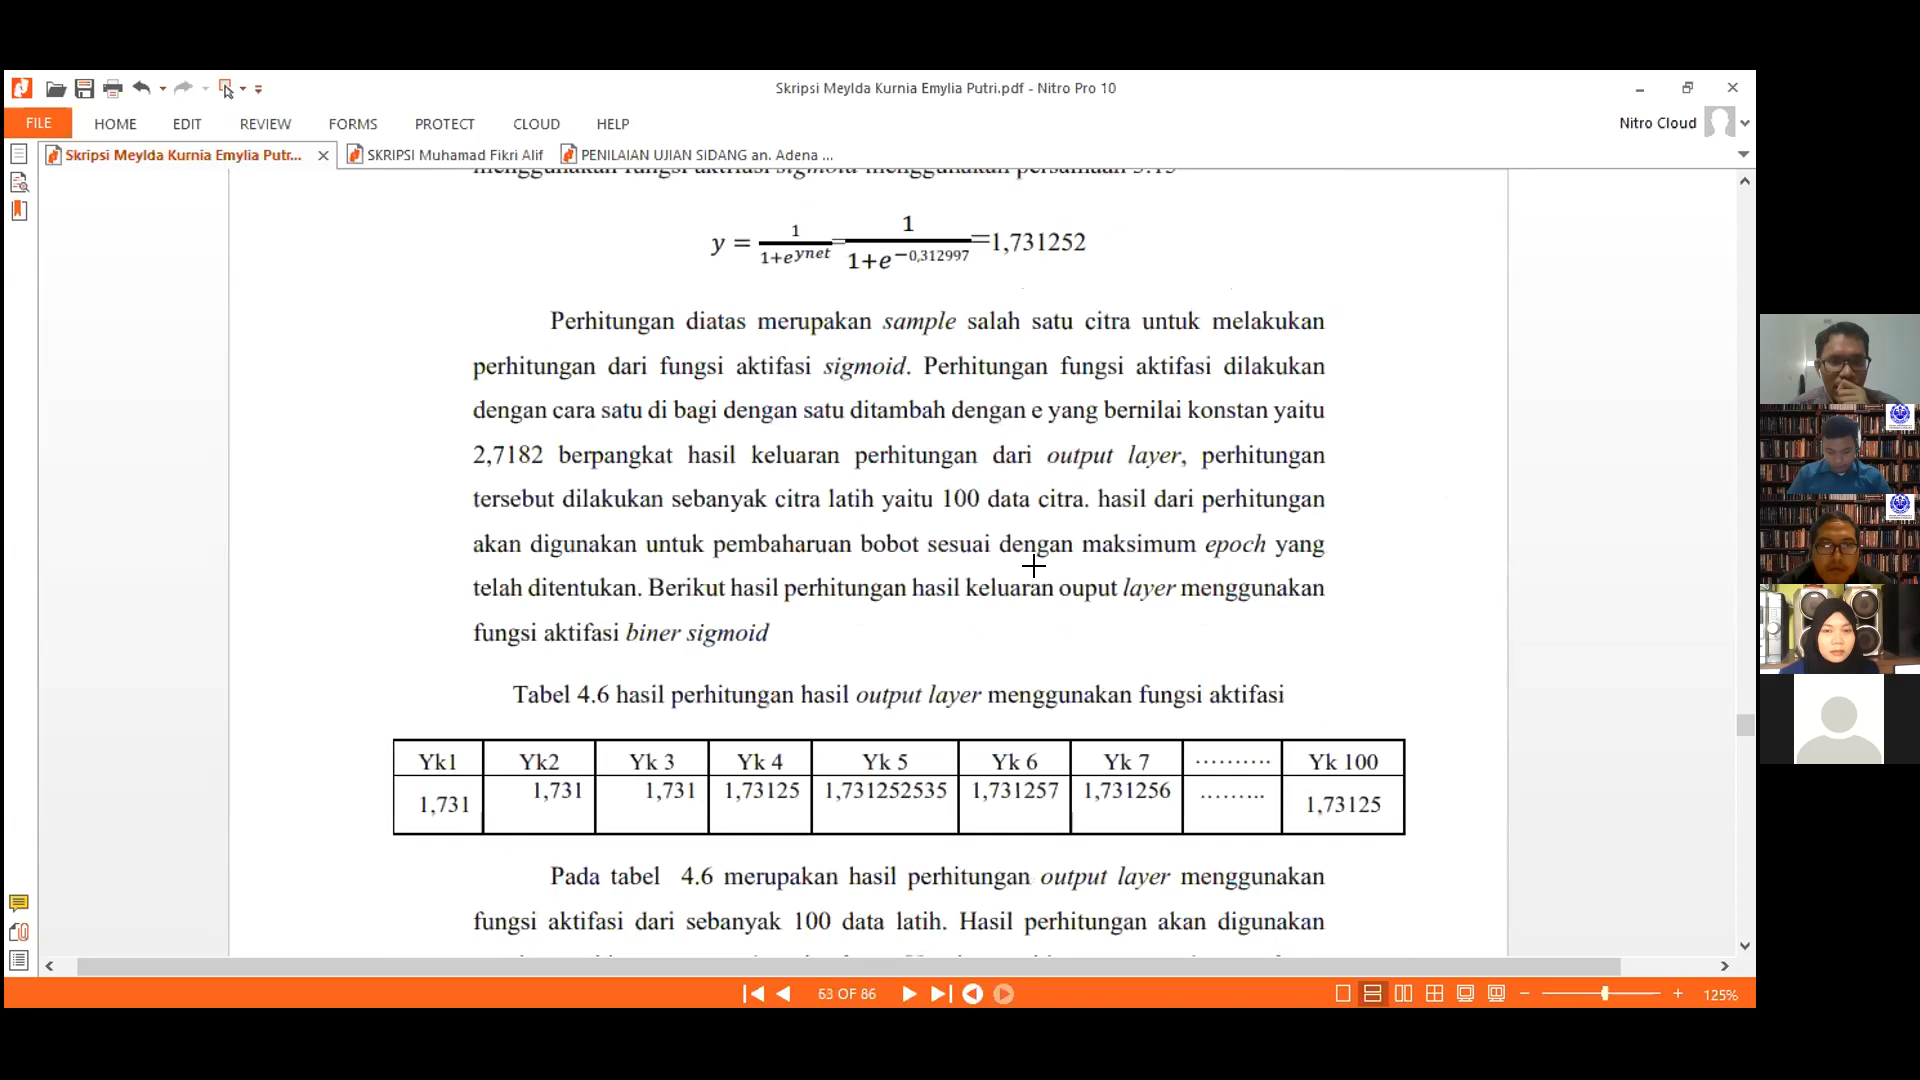 Skripsi Meylda Kurnia Emylia Putri.pdf - Nitro Pro 10
FILE HOME EDIT REVIEW FORMS PROTECT CLOUD HELP
Nitro Cloud
Skripsi Meylda Kurnia Emylia Putr...
SKRIPSI Muhamad Fikri Alif
PENILAIAN UJIAN SIDANG an. Adena ...
menggunakan fungsi aktifasi sigmoid menggunakan persamaan 3.15
y = 1/1+e^ynet = 1/1+e^−0,312997 =1,731252
Perhitungan diatas merupakan sample salah satu citra untuk melakukan
perhitungan dari fungsi aktifasi sigmoid. Perhitungan fungsi aktifasi dilakukan
dengan cara satu di bagi dengan satu ditambah dengan e yang bernilai konstan yaitu
2,7182 berpangkat hasil keluaran perhitungan dari output layer, perhitungan
tersebut dilakukan sebanyak citra latih yaitu 100 data citra. hasil dari perhitungan
akan digunakan untuk pembaharuan bobot sesuai dengan maksimum epoch yang
telah ditentukan. Berikut hasil perhitungan hasil keluaran ouput layer menggunakan
fungsi aktifasi biner sigmoid
Tabel 4.6 hasil perhitungan hasil output layer menggunakan fungsi aktifasi
Yk1 Yk2 Yk 3 Yk 4 Yk 5 Yk 6 Yk 7 .......... Yk 100
1,731 1,731 1,731 1,73125 1,731252535 1,731257 1,731256 ......... 1,73125
Pada tabel 4.6 merupakan hasil perhitungan output layer menggunakan
fungsi aktifasi dari sebanyak 100 data latih. Hasil perhitungan akan digunakan
63 OF 86
125%